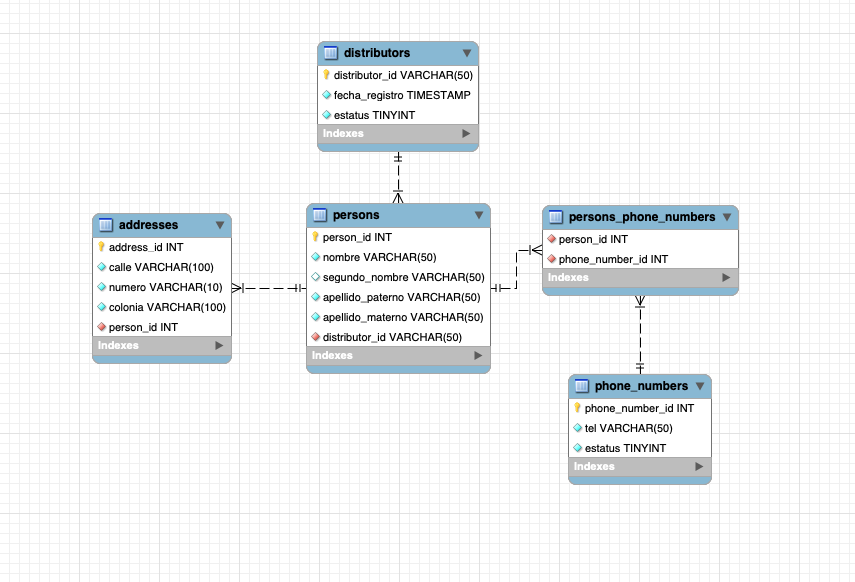 distributors
distributor_id VARCHAR(50)
fecha_registro TIMESTAMP
estatus TINYINT
Indexes
addresses
address_id INT
calle VARCHAR(100)
numero VARCHAR(10)
colonia VARCHAR(100)
person_id INT
Indexes
persons
person_id INT
nombre VARCHAR(50)
segundo_nombre VARCHAR(50)
apellido_paterno VARCHAR(50)
apellido_materno VARCHAR(50)
distributor_id VARCHAR(50)
Indexes
persons_phone_numbers
person_id INT
phone_number_id INT
Indexes
phone_numbers
phone_number_id INT
tel VARCHAR(50)
estatus TINYINT
Indexes